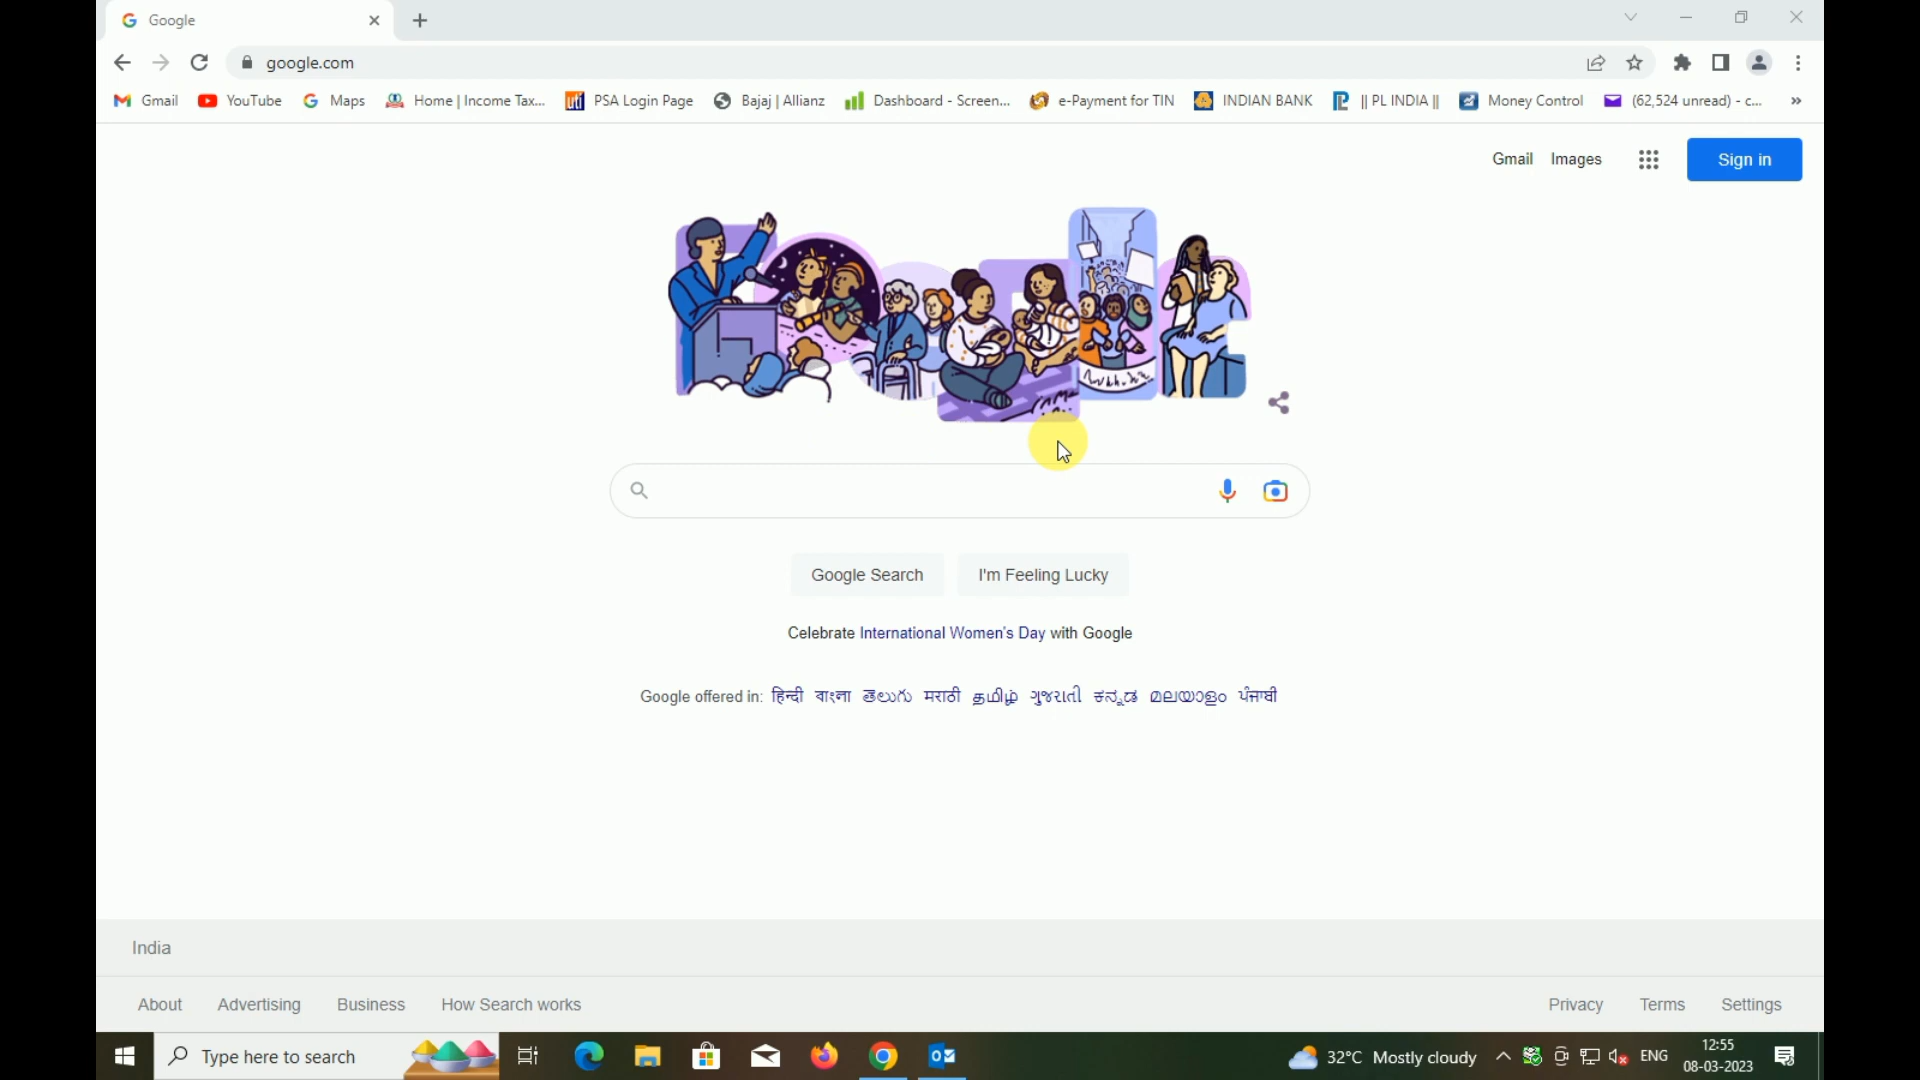 Google
google.com
Gmail YouTube Maps Home | Income Tax... PSA Login Page Bajaj | Allianz Dashboard - Screen... e-Payment for TIN INDIAN BANK || PL INDIA || Money Control (62,524 unread) - c... »
Gmail Images Sign in
Google Search I'm Feeling Lucky
Celebrate International Women's Day with Google
Google offered in: हिन्दी বাংলা తెలుగు मराठी தமிழ் ગુજરાતી ಕನ್ನಡ മലയാളം ਪੰਜਾਬੀ
India
About Advertising Business How Search works Privacy Terms Settings
Type here to search 32°C Mostly cloudy ENG 12:55
08-03-2023